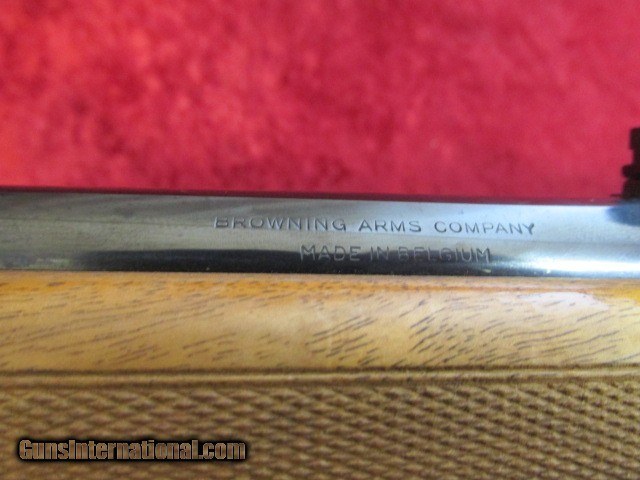 BROWNING ARMS COMPANY
MADE IN BELGIUM
GunsInternational.com